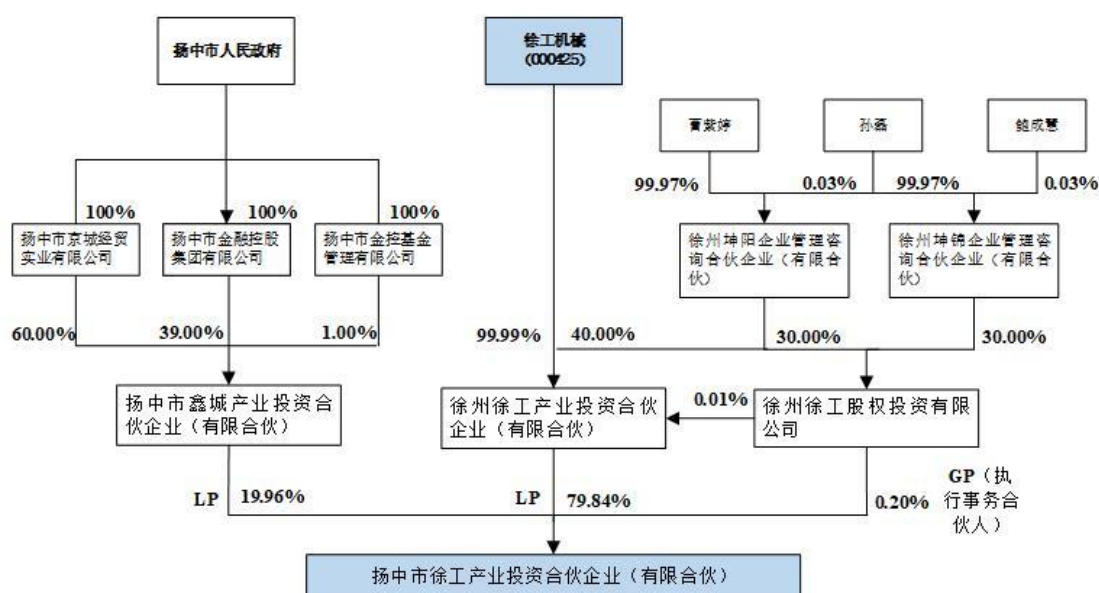 扬中市人民政府
徐工机械
(000425)
曹紫婷
孙磊
鲍成慧
99.97%
0.03%
99.97%
0.03%
100%
100%
100%
扬中市京城经贸
实业有限公司
扬中市金融控股
集团有限公司
扬中市金控基金
管理有限公司
徐州坤阳企业管理咨
询合伙企业（有限合
伙）
徐州坤锦企业管理咨
询合伙企业（有限合
伙）
60.00%
39.00%
1.00%
99.99%
40.00%
30.00%
30.00%
扬中市鑫城产业投资合
伙企业（有限合伙）
徐州徐工产业投资合伙
企业（有限合伙）
0.01%
徐州徐工股权投资有限
公司
LP
19.96%
LP
79.84%
0.20%
GP（执
行事务合
伙人）
扬中市徐工产业投资合伙企业（有限合伙）